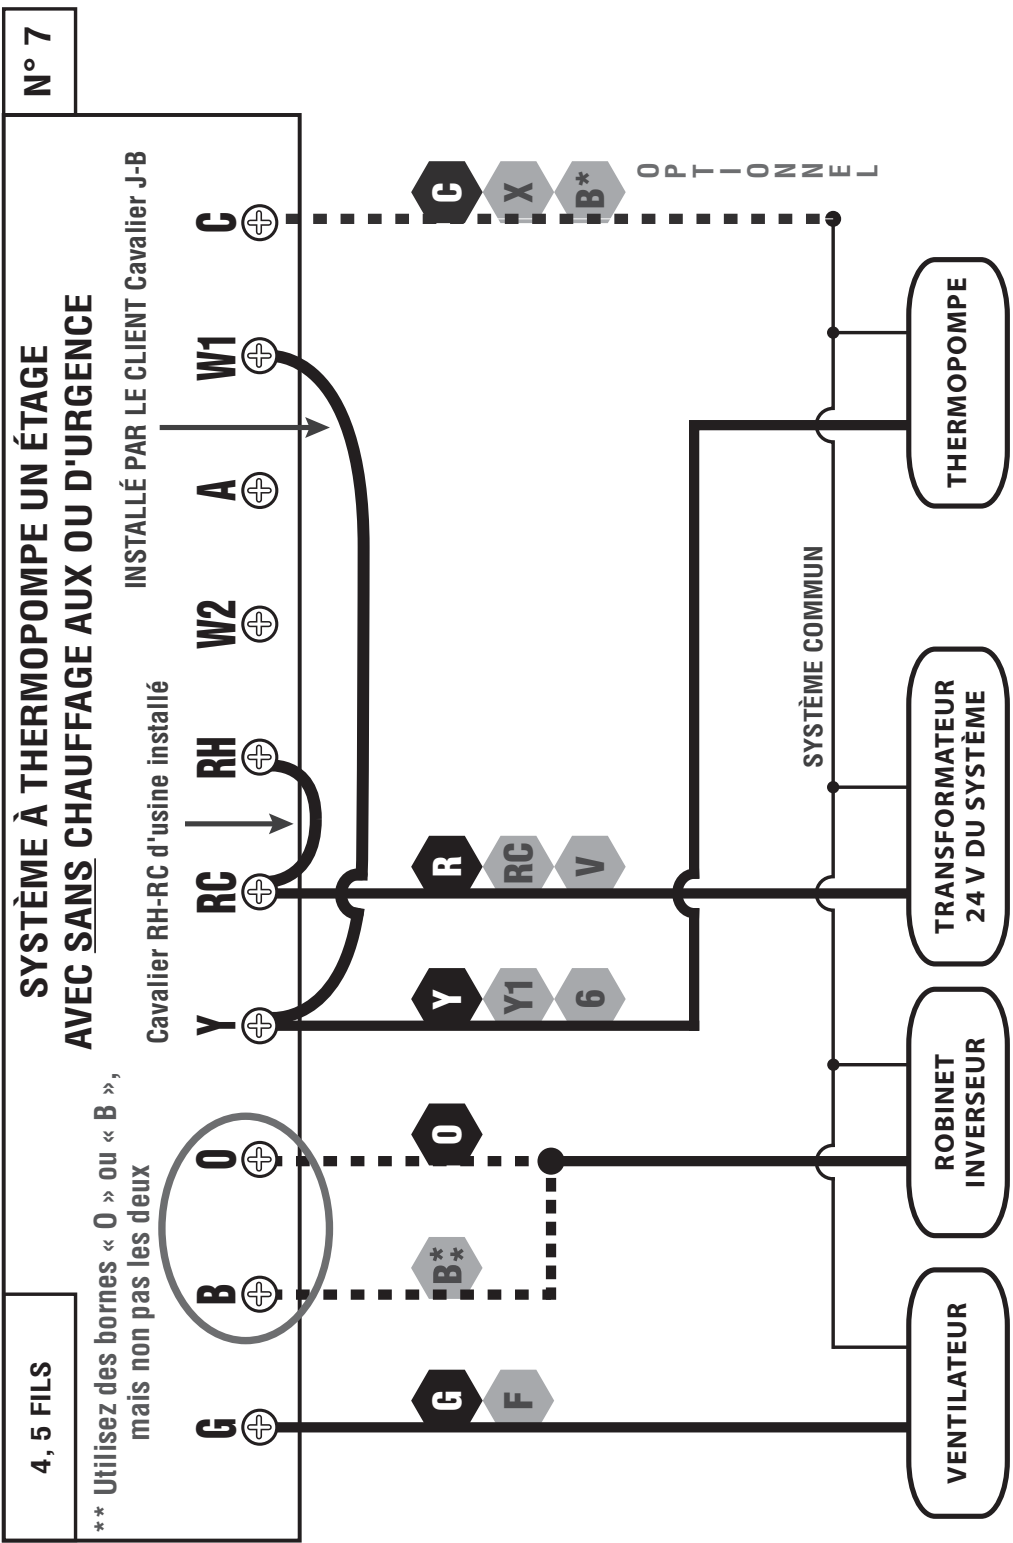 4, 5 FILS
N° 7
SYSTÈME À THERMOPOMPE UN ÉTAGE
AVEC SANS CHAUFFAGE AUX OU D'URGENCE
** Utilisez des bornes « O » ou « B »,
mais non pas les deux
Cavalier RH-RC d'usine installé
INSTALLÉ PAR LE CLIENT Cavalier J-B
G B O Y RC RH W2 A W1 C
G B* O Y R C
F Y1 RC X
6 V B*
OPTIONNEL
SYSTÈME COMMUN
VENTILATEUR
ROBINET
INVERSEUR
TRANSFORMATEUR
24 V DU SYSTÈME
THERMOPOMPE